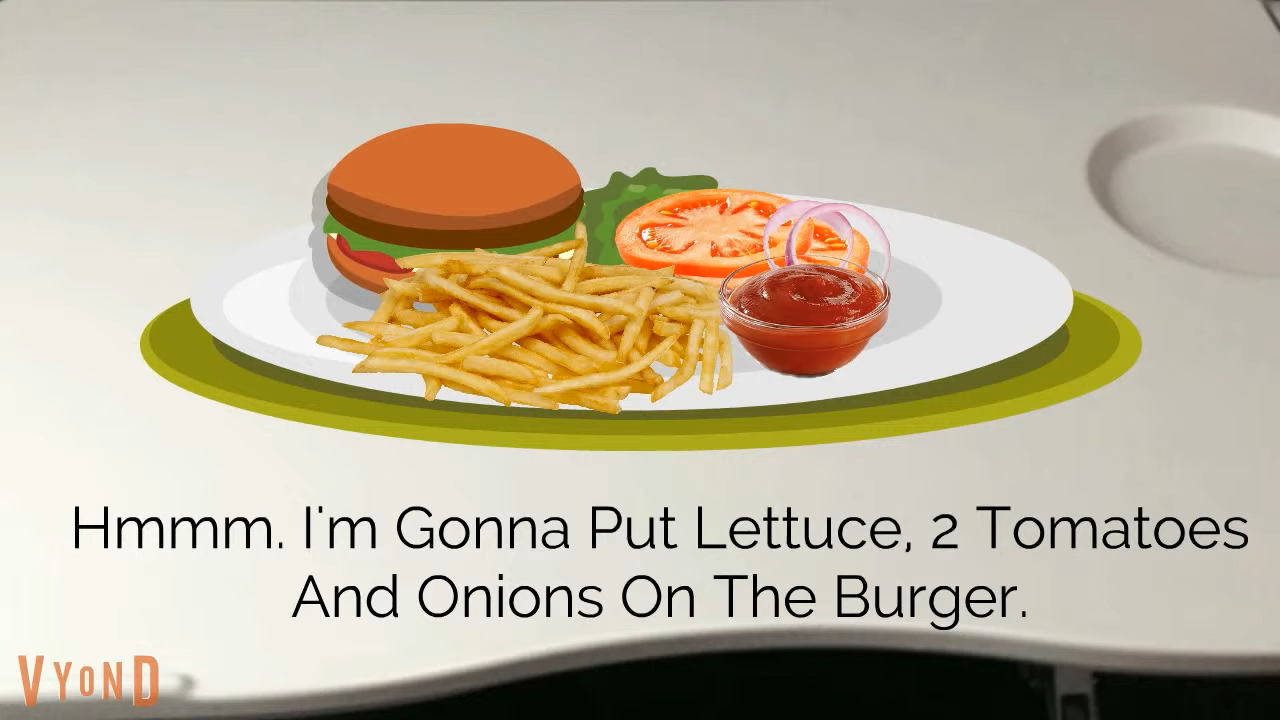 Hmmm. I'm Gonna Put Lettuce, 2 Tomatoes
And Onions On The Burger.
VYOND